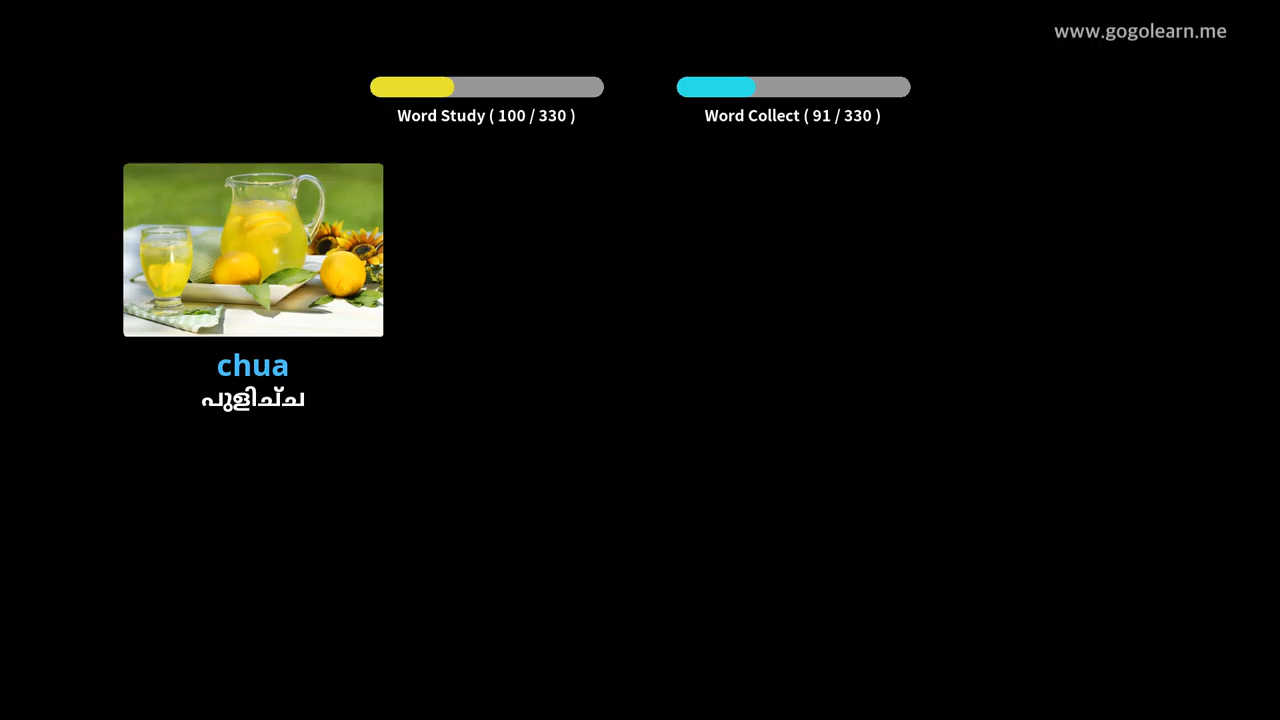 www.gogolearn.me
Word Study ( 100 / 330 )
Word Collect ( 91 / 330 )
chua
പുളിച്ച